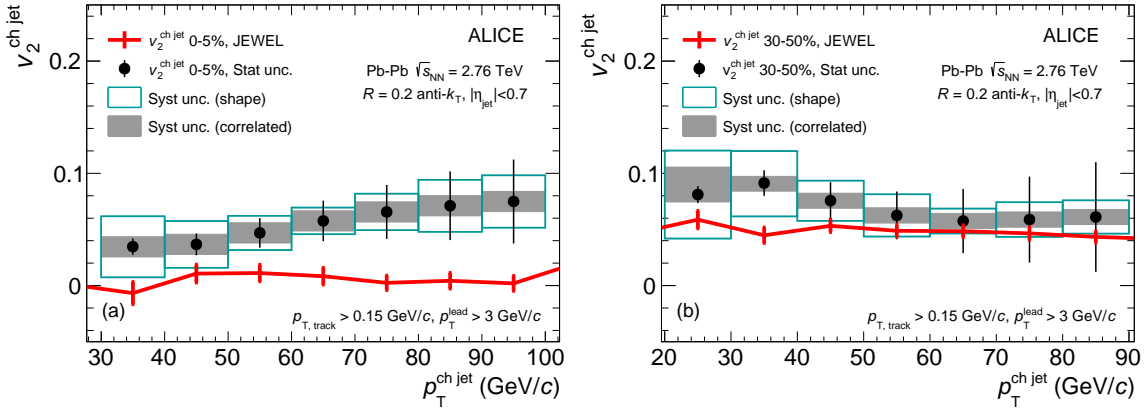 v₂^ch jet
0.2
0.1
0
v₂^ch jet 0-5%, JEWEL
v₂^ch jet 0-5%, Stat unc.
Syst unc. (shape)
Syst unc. (correlated)
ALICE
Pb-Pb √s_NN = 2.76 TeV
R = 0.2 anti-k_T, |η_jet|<0.7
(a)
p_T, track > 0.15 GeV/c, p_T^lead > 3 GeV/c
30 40 50 60 70 80 90 100
p_T^ch jet (GeV/c)
v₂^ch jet
0.2
0.1
0
v₂^ch jet 30-50%, JEWEL
v₂^ch jet 30-50%, Stat unc.
Syst unc. (shape)
Syst unc. (correlated)
ALICE
Pb-Pb √s_NN = 2.76 TeV
R = 0.2 anti-k_T, |η_jet|<0.7
(b)
p_T, track > 0.15 GeV/c, p_T^lead > 3 GeV/c
20 30 40 50 60 70 80 90
p_T^ch jet (GeV/c)